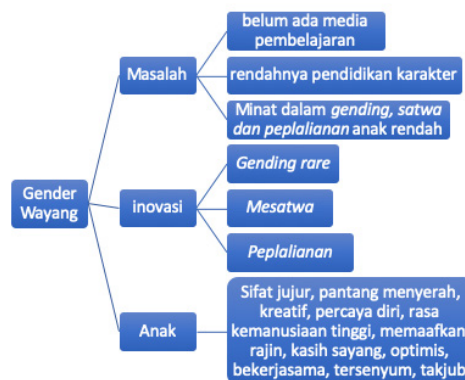 belum ada media
pembelajaran
Masalah
rendahnya pendidikan karakter
Minat dalam gending, satwa
dan peplalianan anak rendah
Gender
Wayang
inovasi
Gending rare
Mesatwa
Peplalianan
Anak
Sifat jujur, pantang menyerah,
kreatif, percaya diri, rasa
kemanusiaan tinggi, memaafkan,
rajin, kasih sayang, optimis,
bekerjasama, tersenyum, takjub